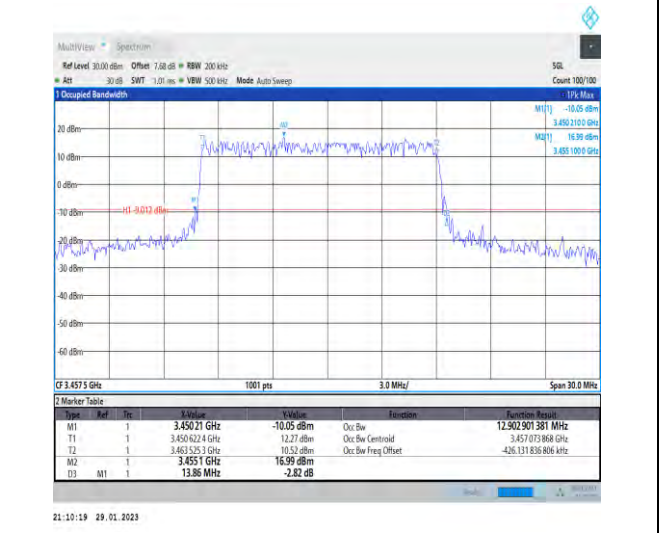 MultiView Spectrum
Ref Level 30.00 dBm Offset 7.68 dB RBW 200 kHz SGL
Att 30 dB SWT 1.01 ms VBW 500 kHz Mode Auto Sweep Count 100/100
1 Occupied Bandwidth 1Pk Max
M1[1] -10.05 dBm
3.450 210 0 GHz
M2[1] 16.99 dBm
3.455 100 0 GHz
20 dBm
10 dBm
0 dBm
-10 dBm
H1 -9.012 dBm
-20 dBm
-30 dBm
-40 dBm
-50 dBm
-60 dBm
CF 3.457 5 GHz 1001 pts 3.0 MHz/ Span 30.0 MHz
2 Marker Table
Type Ref Trc X-Value Y-Value Function Function Result
M1 1 3.450 21 GHz -10.05 dBm Occ Bw 12.902 901 381 MHz
T1 1 3.450 622 4 GHz 12.27 dBm Occ Bw Centroid 3.457 073 868 GHz
T2 1 3.463 525 3 GHz 10.52 dBm Occ Bw Freq Offset -426.131 836 806 kHz
M2 1 3.455 1 GHz 16.99 dBm
D3 M1 1 13.86 MHz -2.82 dB
21:10:19 29.01.2023